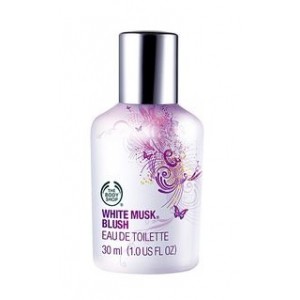 THE
BODY
SHOP
WHITE MUSK®
BLUSH
EAU DE TOILETTE
30 ml (1.0 US FL OZ)